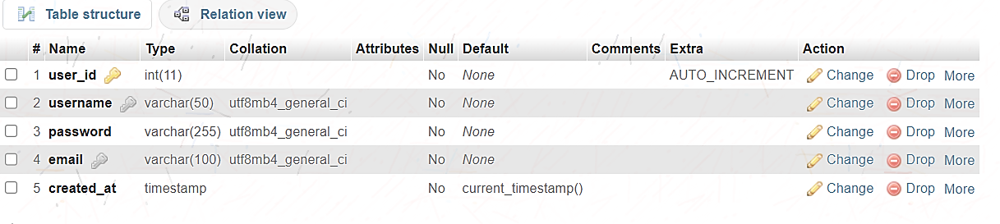 Table structure Relation view
# Name Type Collation Attributes Null Default Comments Extra Action
1 user_id int(11) No None AUTO_INCREMENT Change Drop More
2 username varchar(50) utf8mb4_general_ci No None Change Drop More
3 password varchar(255) utf8mb4_general_ci No None Change Drop More
4 email varchar(100) utf8mb4_general_ci No None Change Drop More
5 created_at timestamp No current_timestamp() Change Drop More